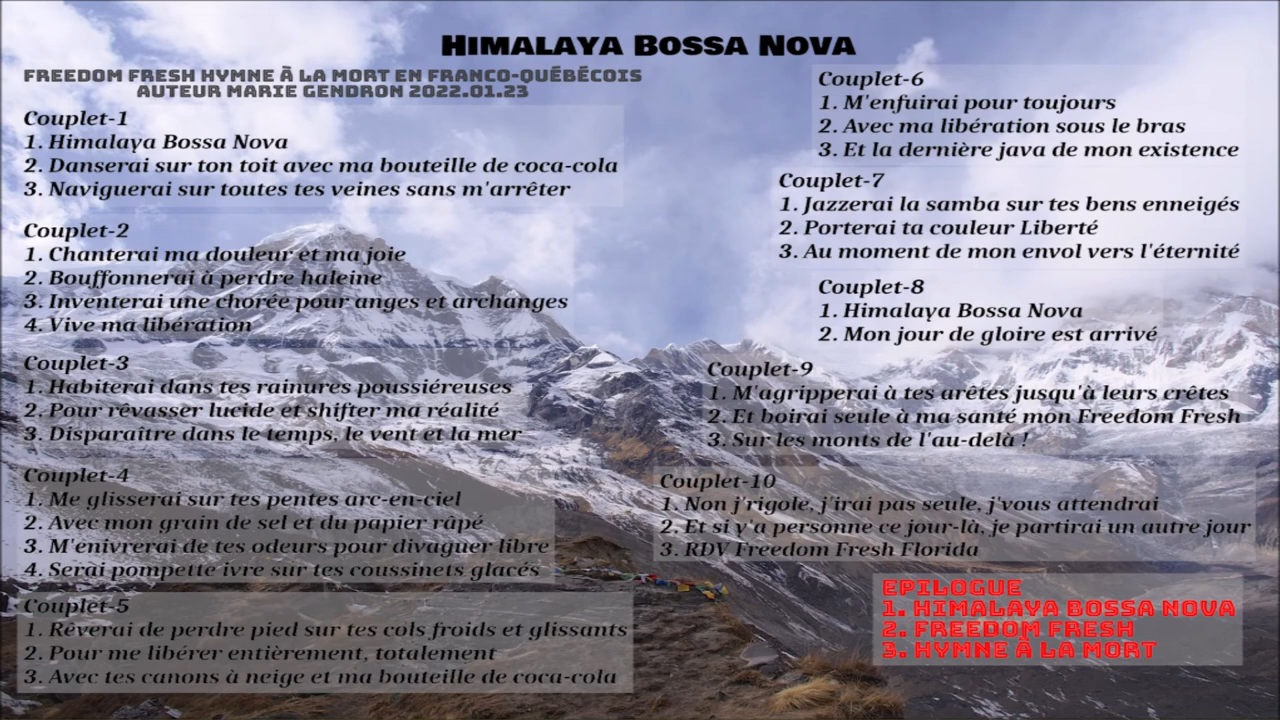 Himalaya Bossa Nova
FREEDOM FRESH HYMNE À LA MORT EN FRANCO-QUÉBÉCOIS
AUTEUR MARIE GENDRON 2022.01.23
Couplet-1
1. Himalaya Bossa Nova
2. Danserai sur ton toit avec ma bouteille de coca-cola
3. Naviguerai sur toutes tes veines sans m'arrêter
Couplet-2
1. Chanterai ma douleur et ma joie
2. Bouffonnerai à perdre haleine
3. Inventerai une chorée pour anges et archanges
4. Vive ma libération
Couplet-3
1. Habiterai dans tes rainures poussiéreuses
2. Pour rêvasser lucide et shifter ma réalité
3. Disparaître dans le temps, le vent et la mer
Couplet-4
1. Me glisserai sur tes pentes arc-en-ciel
2. Avec mon grain de sel et du papier râpé
3. M'enivrerai de tes odeurs pour divaguer libre
4. Serai pompette ivre sur tes coussinets glacés
Couplet-5
1. Rêverai de perdre pied sur tes cols froids et glissants
2. Pour me libérer entièrement, totalement
3. Avec tes canons à neige et ma bouteille de coca-cola
Couplet-6
1. M'enfuirai pour toujours
2. Avec ma libération sous le bras
3. Et la dernière java de mon existence
Couplet-7
1. Jazzerai la samba sur tes bens enneigés
2. Porterai ta couleur Liberté
3. Au moment de mon envol vers l'éternité
Couplet-8
1. Himalaya Bossa Nova
2. Mon jour de gloire est arrivé
Couplet-9
1. M'agripperai à tes arêtes jusqu'à leurs crêtes
2. Et boirai seule à ma santé mon Freedom Fresh
3. Sur les monts de l'au-delà !
Couplet-10
1. Non j'rigole, j'irai pas seule, j'vous attendrai
2. Et si y'a personne ce jour-là, je partirai un autre jour
3. RDV Freedom Fresh Florida
EPILOGUE
1. HIMALAYA BOSSA NOVA
2. FREEDOM FRESH
3. HYMNE À LA MORT